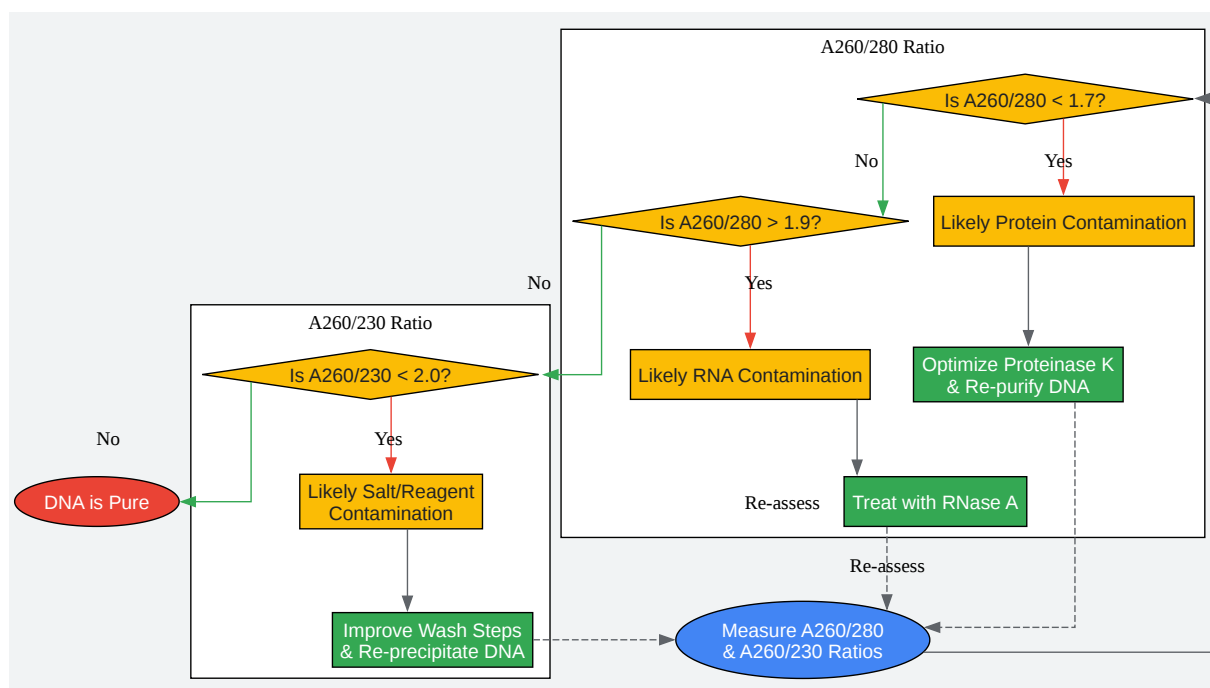 A260/280 Ratio
Is A260/280 < 1.7?
No
Yes
Is A260/280 > 1.9?
Likely Protein Contamination
No
Yes
A260/230 Ratio
Is A260/230 < 2.0?
Likely RNA Contamination
Optimize Proteinase K
& Re-purify DNA
No
Yes
DNA is Pure
Likely Salt/Reagent
Contamination
Re-assess
Treat with RNase A
Re-assess
Improve Wash Steps
& Re-precipitate DNA
Measure A260/280
& A260/230 Ratios